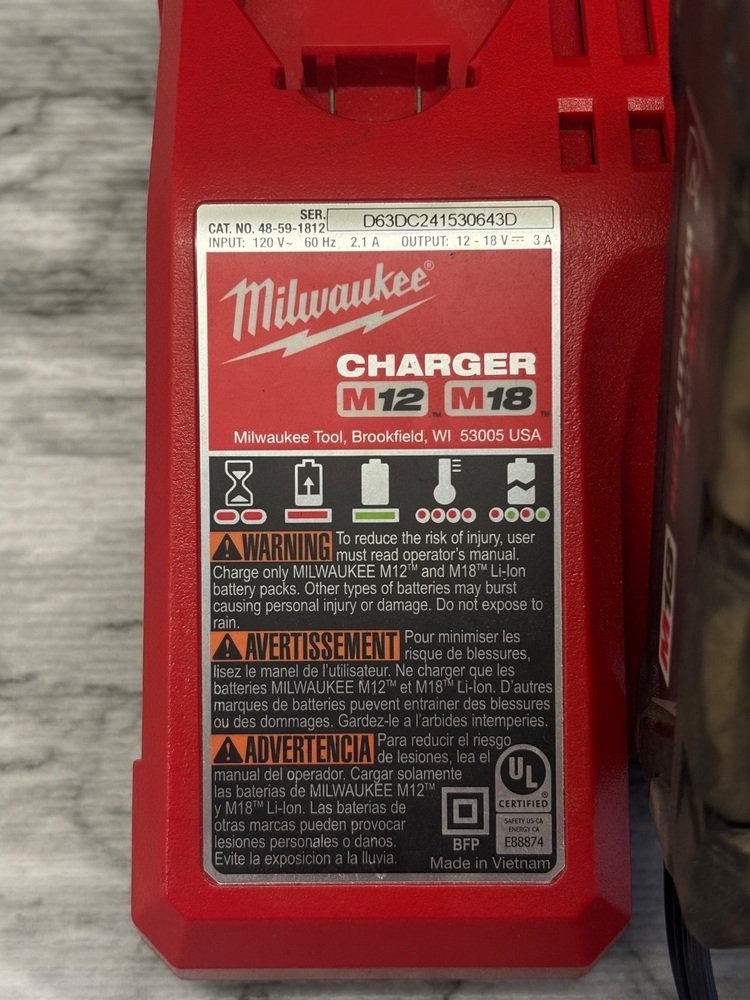 SER. D63DC241530643D
CAT. NO. 48-59-1812
INPUT: 120 V~ 60 Hz 2.1 A OUTPUT: 12 - 18 V⎓ 3 A
Milwaukee®
CHARGER
M12™ M18™
Milwaukee Tool, Brookfield, WI 53005 USA
WARNING To reduce the risk of injury, user
must read operator's manual.
Charge only MILWAUKEE M12™ and M18™ Li-Ion
battery packs. Other types of batteries may burst
causing personal injury or damage. Do not expose to
rain.
AVERTISSEMENT Pour minimiser les
risque de blessures,
lisez le manel de l'utilisateur. Ne charger que les
batteries MILWAUKEE M12™ et M18™ Li-Ion. D'autres
marques de batteries puevent entrainer des blessures
ou des dommages. Gardez-le a l'arbides intemperies.
ADVERTENCIA Para reducir el riesgo
de lesiones, lea el
manual del operador. Cargar solamente
las baterias de MILWAUKEE M12™
y M18™ Li-Ion. Las baterias de
otras marcas pueden provocar
lesiones personales o danos.
Evite la exposicion a la lluvia.
BFP
UL®
CERTIFIED
SAFETY US-CA
ENERGY-CA
E88874
Made in Vietnam
LITHIUM
M18